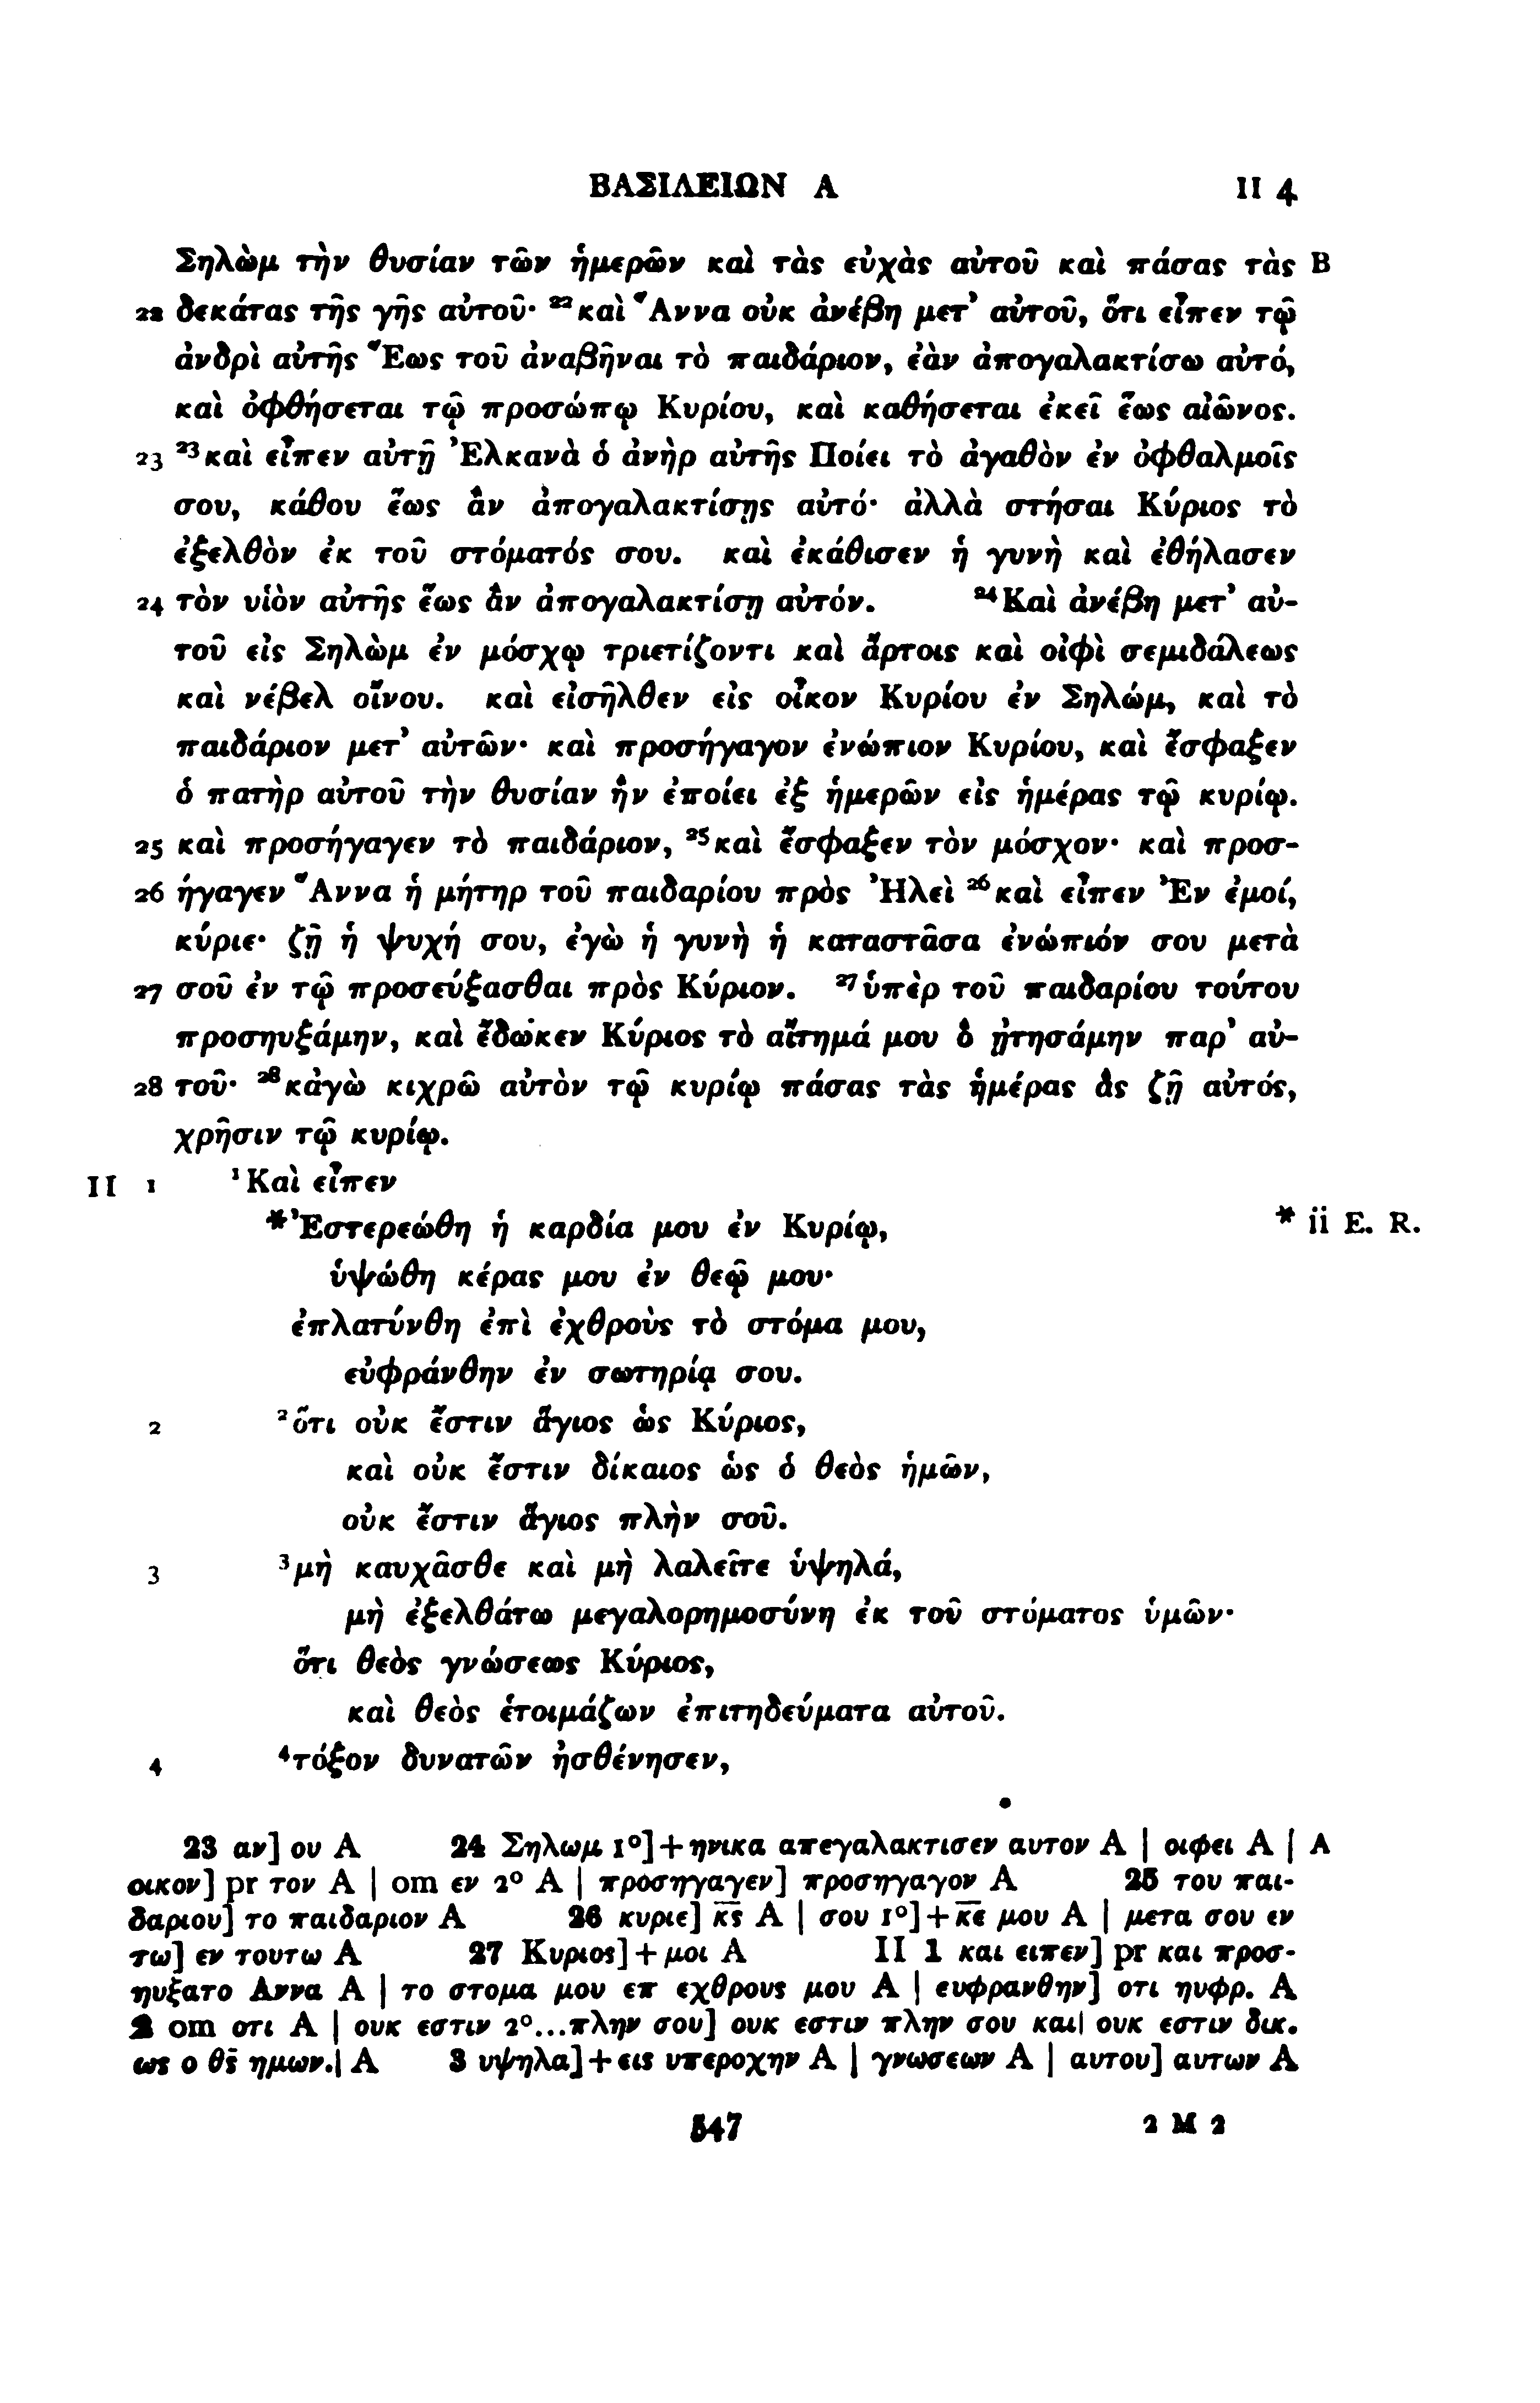 ΒΑΣΙΛΕΙΩΝ Α II 4
Σηλὼμ τὴν θυσίαν τῶν ἡμερῶν καὶ τὰς εὐχὰς αὐτοῦ καὶ πάσας τὰς B
22 δεκάτας τῆς γῆς αὐτοῦ· ²²καὶ Ἅννα οὐκ ἀνέβη μετ’ αὐτοῦ, ὅτι εἶπεν τῷ
ἀνδρὶ αὐτῆς Ἕως τοῦ ἀναβῆναι τὸ παιδάριον, ἐὰν ἀπογαλακτίσω αὐτό,
καὶ ὀφθήσεται τῷ προσώπῳ Κυρίου, καὶ καθήσεται ἐκεῖ ἕως αἰῶνος.
23 ²³καὶ εἶπεν αὐτῇ Ἐλκανὰ ὁ ἀνὴρ αὐτῆς Ποίει τὸ ἀγαθὸν ἐν ὀφθαλμοῖς
σου, κάθου ἕως ἂν ἀπογαλακτίσῃς αὐτό· ἀλλὰ στήσαι Κύριος τὸ
ἐξελθὸν ἐκ τοῦ στόματός σου. καὶ ἐκάθισεν ἡ γυνὴ καὶ ἐθήλασεν
24 τὸν υἱὸν αὐτῆς ἕως ἂν ἀπογαλακτίσῃ αὐτόν. ²⁴Καὶ ἀνέβη μετ’ αὐ-
τοῦ εἰς Σηλὼμ ἐν μόσχῳ τριετίζοντι καὶ ἄρτοις καὶ οἰφὶ σεμιδάλεως
καὶ νέβελ οἴνου. καὶ εἰσῆλθεν εἰς οἶκον Κυρίου ἐν Σηλώμ, καὶ τὸ
παιδάριον μετ’ αὐτῶν· καὶ προσήγαγον ἐνώπιον Κυρίου, καὶ ἔσφαξεν
ὁ πατὴρ αὐτοῦ τὴν θυσίαν ἣν ἐποίει ἐξ ἡμερῶν εἰς ἡμέρας τῷ κυρίῳ.
25 καὶ προσήγαγεν τὸ παιδάριον, ²⁵καὶ ἔσφαξεν τὸν μόσχον· καὶ προσ-
26 ήγαγεν Ἅννα ἡ μήτηρ τοῦ παιδαρίου πρὸς Ἠλεὶ ²⁶καὶ εἶπεν Ἐν ἐμοί,
κύριε· ζῇ ἡ ψυχή σου, ἐγὼ ἡ γυνὴ ἡ καταστᾶσα ἐνώπιόν σου μετὰ
27 σοῦ ἐν τῷ προσεύξασθαι πρὸς Κύριον. ²⁷ὑπὲρ τοῦ παιδαρίου τούτου
προσηυξάμην, καὶ ἔδωκεν Κύριος τὸ αἴτημά μου ὃ ᾐτησάμην παρ’ αὐ-
28 τοῦ· ²⁸κἀγὼ κιχρῶ αὐτὸν τῷ κυρίῳ πάσας τὰς ἡμέρας ἃς ζῇ αὐτός,
χρῆσιν τῷ κυρίῳ.
II 1 ¹Καὶ εἶπεν
*Ἐστερεώθη ἡ καρδία μου ἐν Κυρίῳ, * ii E. R.
ὑψώθη κέρας μου ἐν θεῷ μου·
ἐπλατύνθη ἐπὶ ἐχθροὺς τὸ στόμα μου,
εὐφράνθην ἐν σωτηρίᾳ σου.
2 ²ὅτι οὐκ ἔστιν ἅγιος ὡς Κύριος,
καὶ οὐκ ἔστιν δίκαιος ὡς ὁ θεὸς ἡμῶν,
οὐκ ἔστιν ἅγιος πλὴν σοῦ.
3 ³μὴ καυχᾶσθε καὶ μὴ λαλεῖτε ὑψηλά,
μὴ ἐξελθάτω μεγαλορημοσύνη ἐκ τοῦ στόματος ὑμῶν·
ὅτι θεὸς γνώσεως Κύριος,
καὶ θεὸς ἑτοιμάζων ἐπιτηδεύματα αὐτοῦ.
4 ⁴τόξον δυνατῶν ἠσθένησεν,
23 αν] ου A 24 Σηλωμ 1°]+ηνικα απεγαλακτισεν αυτον A | οιφει A | A
οικον] pr τον A | om εν 2° A | προσηγαγεν] προσηγαγον A 25 του παι-
δαριου] το παιδαριον A 26 κυριε] κ̅ς̅ A | σου 1°]+κ̅ε̅ μου A | μετα σου εν
τω] εν τουτω A 27 Κυριος]+μοι A II 1 και ειπεν] pr και προσ-
ηυξατο Αννα A | το στομα μου επ εχθρους μου A | ευφρανθην] οτι ηυφρ. A
2 om οτι A | ουκ εστιν 2°...πλην σου] ουκ εστιν πλην σου και| ουκ εστιν δικ.
ως ο θ̅ς̅ ημων.| A 3 υψηλα]+εις υπεροχην A | γνωσεων A | αυτου] αυτων A
547 2 M 2